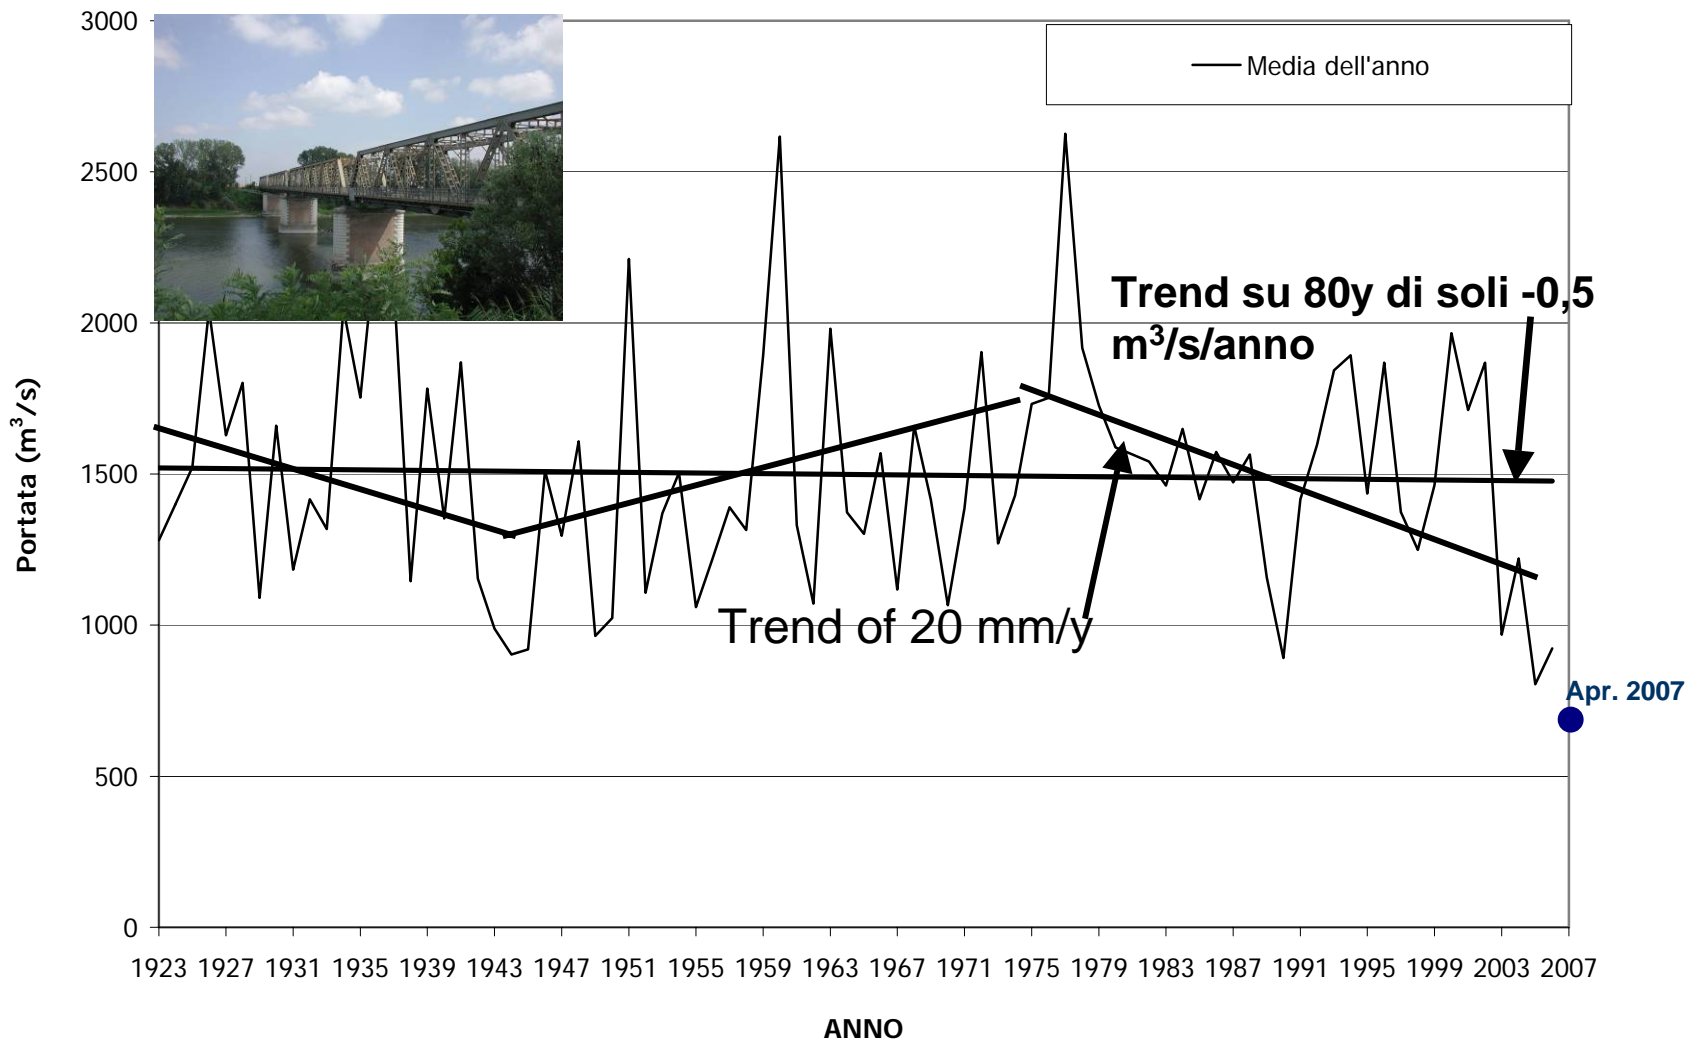 3000
2500
2000
1500
1000
500
0
Portata (m³/s)
Media dell'anno
Trend su 80y di soli -0,5
m³/s/anno
Trend of 20 mm/y
Apr. 2007
1923 1927 1931 1935 1939 1943 1947 1951 1955 1959 1963 1967 1971 1975 1979 1983 1987 1991 1995 1999 2003 2007
ANNO